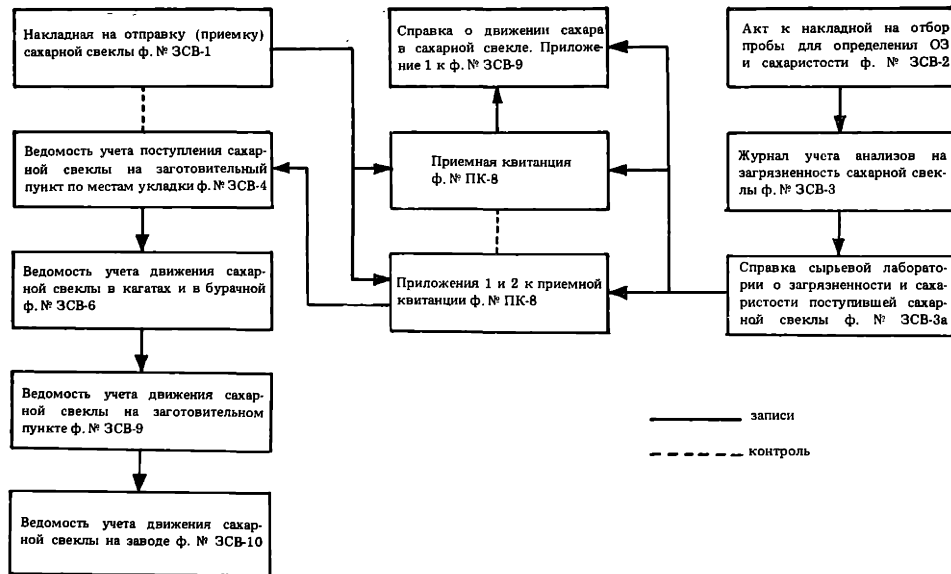 Накладная на отправку (приемку)
сахарной свеклы ф. № ЗСВ-1
Ведомость учета поступления сахар-
ной свеклы на заготовительный
пункт по местам укладки ф. № ЗСВ-4
Ведомость учета движения сахар-
ной свеклы в кагатах и в бурачной
ф. № ЗСВ-6
Ведомость учета движения сахар-
ной свеклы на заготовительном
пункте ф. № ЗСВ-9
Ведомость учета движения сахар-
ной свеклы на заводе ф. № ЗСВ-10
Справка о движении сахара
в сахарной свекле. Приложе-
ние 1 к ф. № ЗСВ-9
Приемная квитанция
ф. № ПК-8
Приложения 1 и 2 к приемной
квитанции ф. № ПК-8
Акт к накладной на отбор
пробы для определения ОЗ
и сахаристости ф. № ЗСВ-2
Журнал учета анализов на
загрязненность сахарной свек-
лы ф. № ЗСВ-3
Справка сырьевой лаборато-
рии о загрязненности и саха-
ристости поступившей сахар-
ной свеклы ф. № ЗСВ-3а
записи
контроль